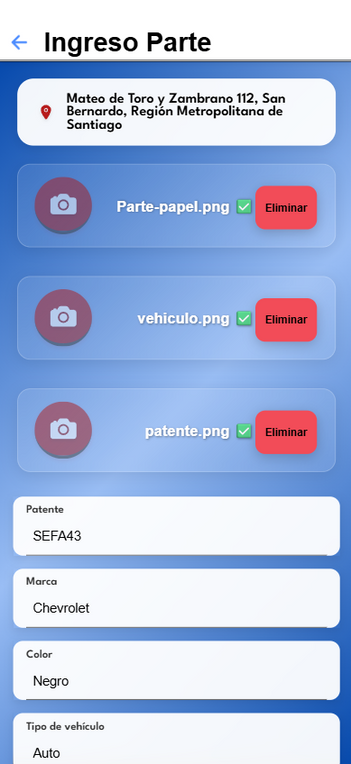 Ingreso Parte
Mateo de Toro y Zambrano 112, San
Bernardo, Región Metropolitana de
Santiago
Parte-papel.png ✅ Eliminar
vehiculo.png ✅ Eliminar
patente.png ✅ Eliminar
Patente
SEFA43
Marca
Chevrolet
Color
Negro
Tipo de vehículo
Auto